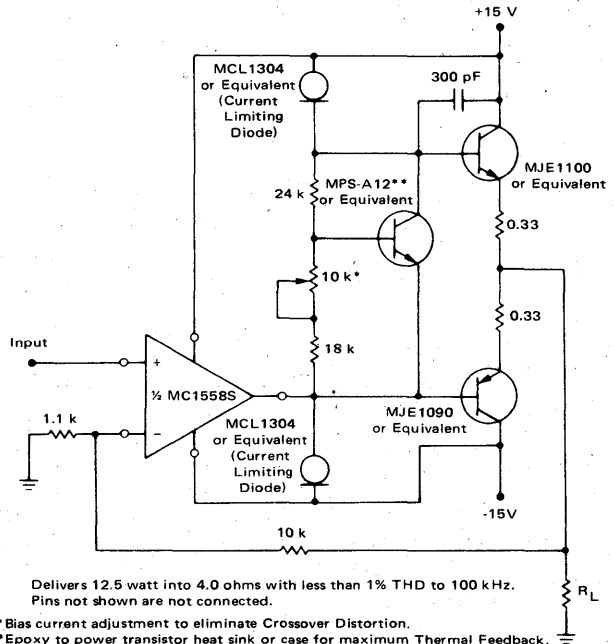 +15 V
MCL1304
or Equivalent
(Current
Limiting
Diode)
300 pF
MJE1100
or Equivalent
24 k
MPS-A12**
or Equivalent
0.33
10 k*
0.33
18 k
Input
+
½ MC1558S
–
1.1 k
MJE1090
or Equivalent
MCL1304
or Equivalent
(Current
Limiting
Diode)
-15V
10 k
RL
Delivers 12.5 watt into 4.0 ohms with less than 1% THD to 100 kHz.
Pins not shown are not connected.
*Bias current adjustment to eliminate Crossover Distortion.
*Epoxy to power transistor heat sink or case for maximum Thermal Feedback.